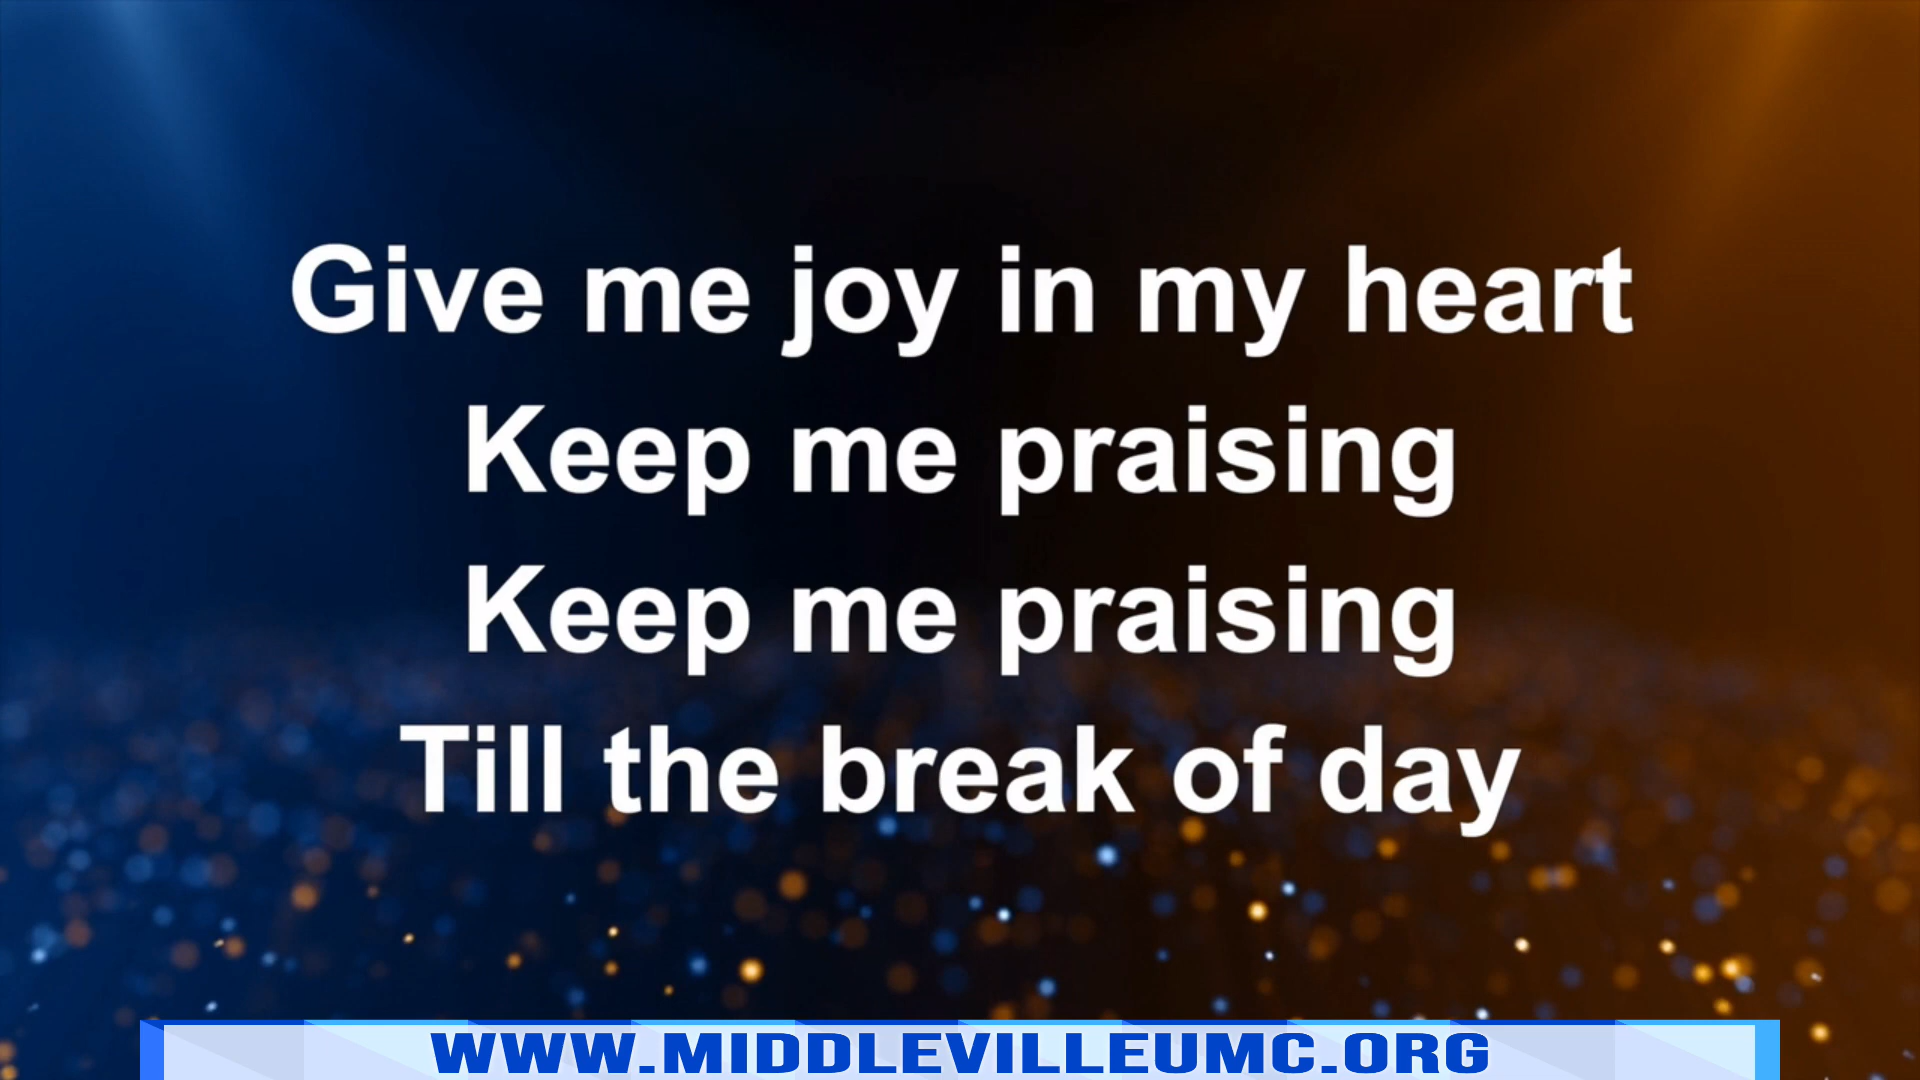 Give me joy in my heart
Keep me praising
Keep me praising
Till the break of day
WWW.MIDDLEVILLEUMC.ORG